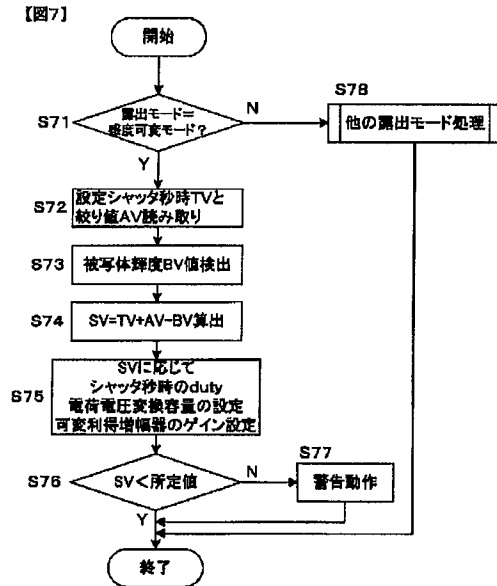 【図7】
開始
S71
露出モード＝
感度可変モード？
N
Y
S78
他の露出モード処理
S72
設定シャッタ秒時TVと
絞り値AV読み取り
S73
被写体輝度BV値検出
S74
SV=TV+AV-BV算出
S75
SVに応じて
シャッタ秒時のduty
電荷電圧変換容量の設定
可変利得増幅器のゲイン設定
S76
SV<所定値
N
Y
S77
警告動作
終了